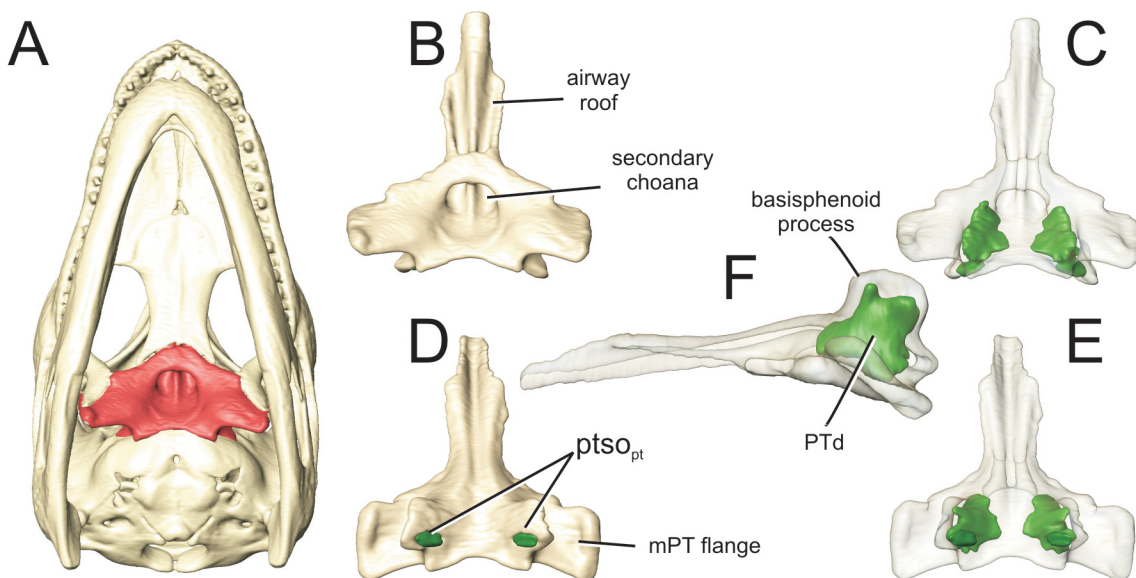 A
B
airway
roof
secondary
choana
C
basisphenoid
process
F
D
ptso_pt
mPT flange
PTd
E